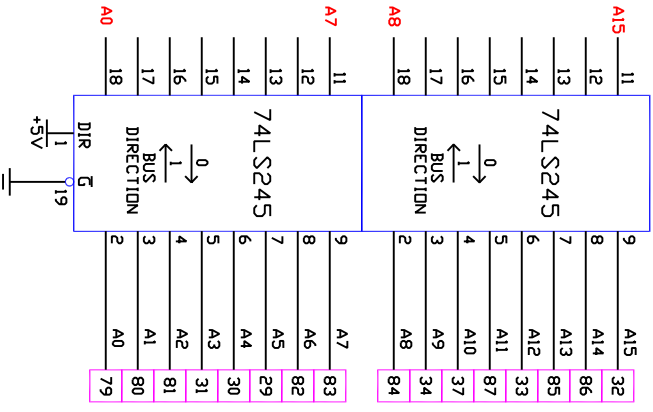 A15 11 9 A15 32
12 8 A14 86
13 7 A13 85
74LS245
14 6 A12 33
15 5 A11 87
0
16 4 A10 37
1
BUS
17 3 A9 34
DIRECTION
A8 18 2 A8 84
A7 11 9 A7 83
12 8 A6 82
13 7 A5 29
74LS245
14 6 A4 30
15 5 A3 31
0
16 4 A2 81
1
BUS
17 3 A1 80
DIRECTION
A0 18 2 A0 79
DIR G
1 19
+5V